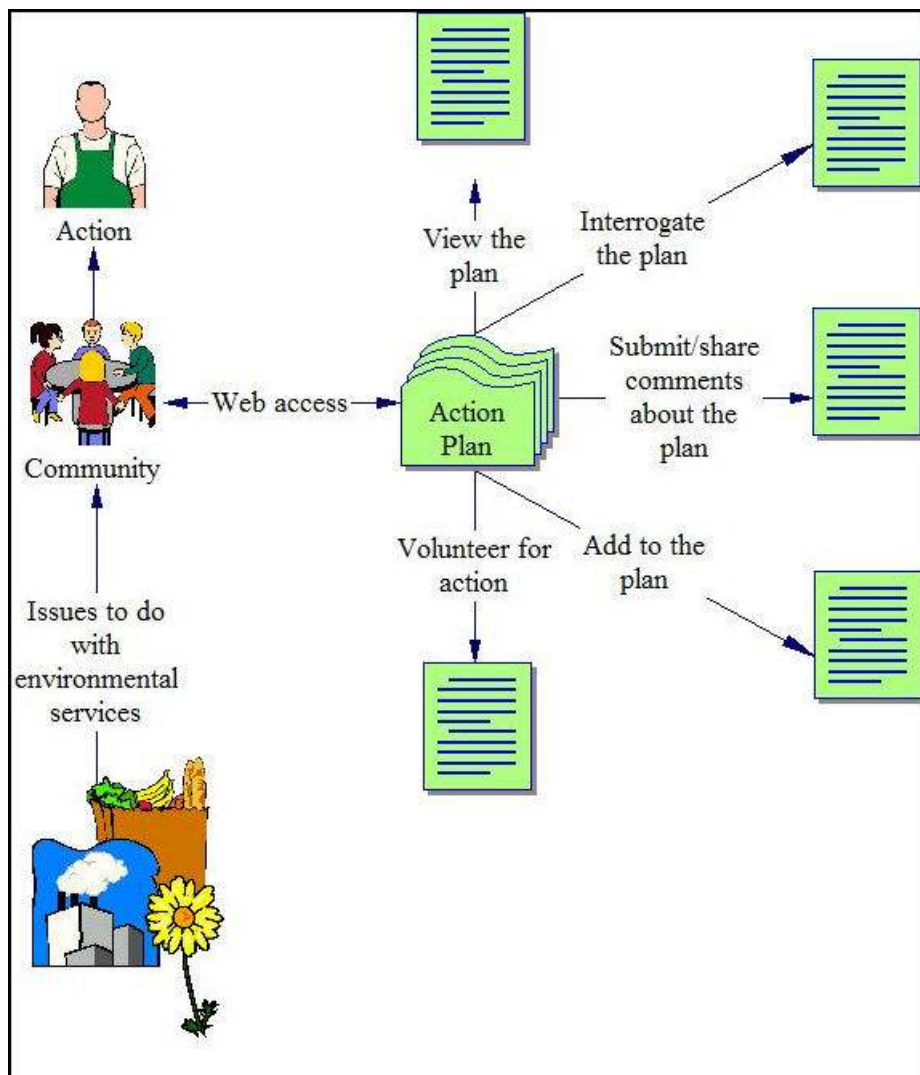 Action
View the
plan
Interrogate
the plan
Community
Web access
Action
Plan
Submit/share
comments
about the
plan
Issues to do
with
environmental
services
Volunteer for
action
Add to the
plan